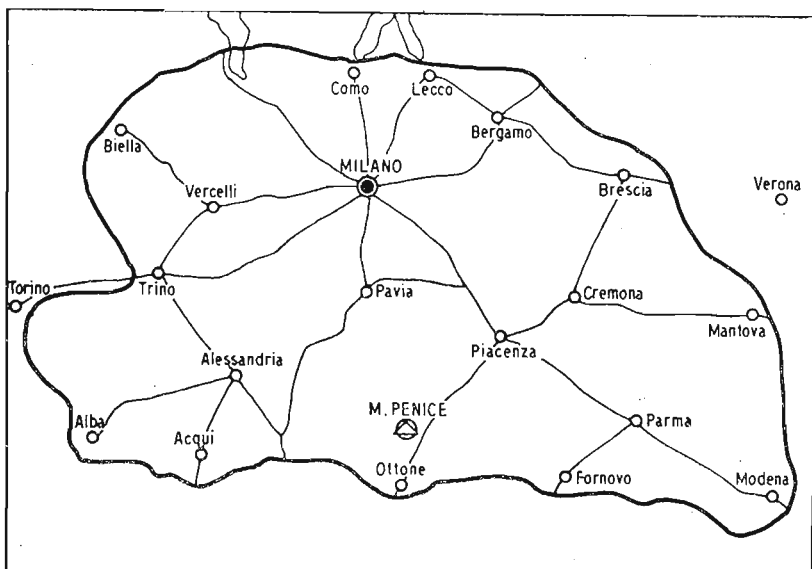 Como
Lecco
Bergamo
Biella
MILANO
Brescia
Verona
Vercelli
Torino
Trino
Pavia
Cremona
Mantova
Piacenza
Alessandria
M. PENICE
Alba
Acqui
Parma
Ottone
Fornovo
Modena